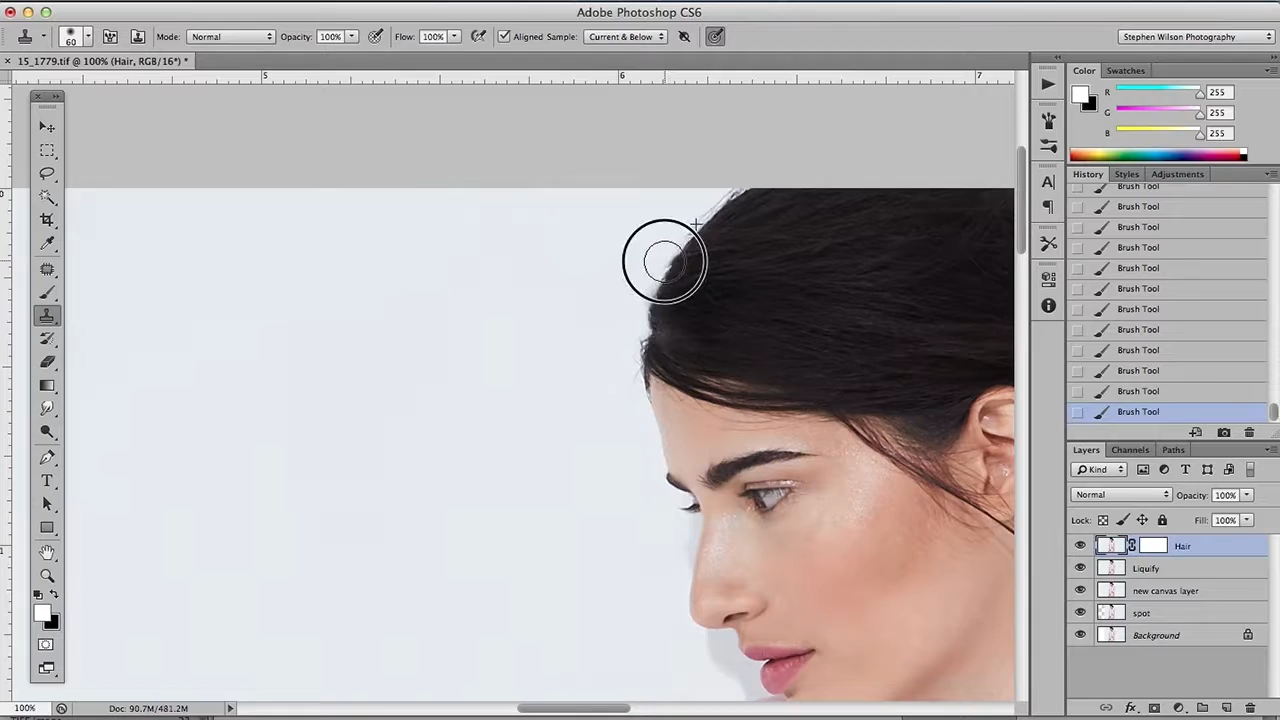 Adobe Photoshop CS6
60 Mode: Normal Opacity: 100% Flow: 100% Aligned Sample: Current & Below Stephen Wilson Photography
15_1779.tif @ 100% (Hair, RGB/16*) *
5 6 7
0
1
Color Swatches
R 255
G 255
B 255
History Styles Adjustments
Brush Tool
Brush Tool
Brush Tool
Brush Tool
Brush Tool
Brush Tool
Brush Tool
Brush Tool
Brush Tool
Brush Tool
Brush Tool
Brush Tool
Layers Channels Paths
Kind
Normal Opacity: 100%
Lock: Fill: 100%
Hair
Liquify
new canvas layer
spot
Background
100% Doc: 90.7M/481.2M